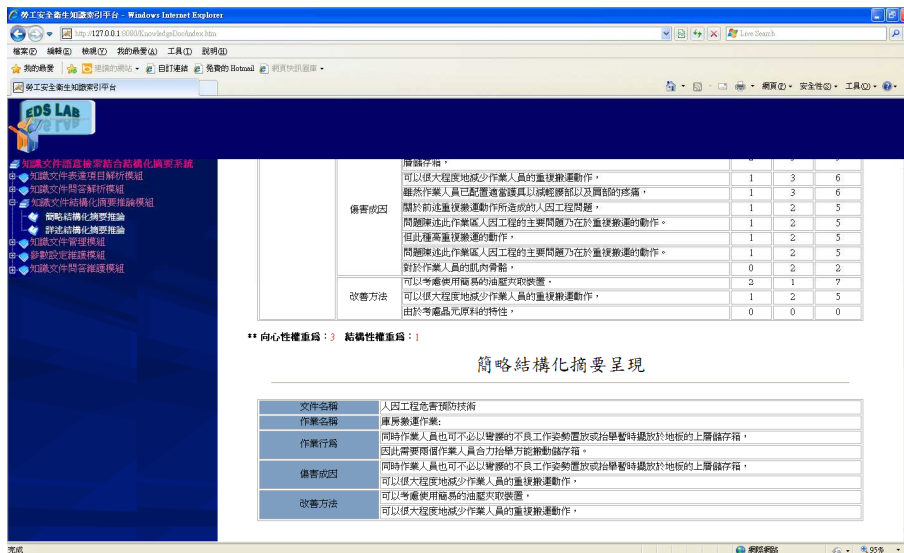 勞工安全衛生知識索引平台 - Windows Internet Explorer
http://127.0.0.1:8080/KnowledgeDoc/index.htm
Live Search
檔案(F) 編輯(E) 檢視(V) 我的最愛(A) 工具(T) 說明(H)
我的最愛 建議的網站 自訂連結 免費的 Hotmail 網頁快訊圖庫
勞工安全衛生知識索引平台
網頁(P) 安全性(S) 工具(O)
EDS LAB
知識文件語意檢索結合結構化摘要系統
知識文件表達項目解析模組
知識文件問答解析模組
知識文件結構化摘要推論模組
簡略結構化摘要推論
詳述結構化摘要推論
知識文件管理模組
參數設定維護模組
知識文件問答維護模組
層儲存箱，
傷害成因
可以很大程度地減少作業人員的重複搬運動作， 1 3 6
雖然作業人員已配置適當護具以減輕腰部以及肩部的疼痛， 1 3 6
關於前述重複搬運動作所造成的人因工程問題， 1 2 5
問題陳述此作業區人因工程的主要問題乃在於重複搬運的動作。 1 2 5
但此種高重複搬運的動作， 1 2 5
問題陳述此作業區人因工程的主要問題乃在於重複搬運的動作。 1 2 5
對於作業人員的肌肉骨骼， 0 2 2
改善方法
可以考慮使用簡易的油壓夾取裝置， 2 1 7
可以很大程度地減少作業人員的重複搬運動作， 1 2 5
由於考慮晶元原料的特性， 0 0 0
** 向心性權重為：3 結構性權重為：1
簡略結構化摘要呈現
文件名稱 人因工程危害預防技術
作業名稱 庫房搬運作業:
作業行為
同時作業人員也可不必以彎腰的不良工作姿勢置放或抬舉暫時擺放於地板的上層儲存箱，
因此需要兩個作業人員合力抬舉方能搬動儲存箱。
傷害成因
同時作業人員也可不必以彎腰的不良工作姿勢置放或抬舉暫時擺放於地板的上層儲存箱，
可以很大程度地減少作業人員的重複搬運動作，
改善方法
可以考慮使用簡易的油壓夾取裝置，
可以很大程度地減少作業人員的重複搬運動作，
完成
網際網路
95%